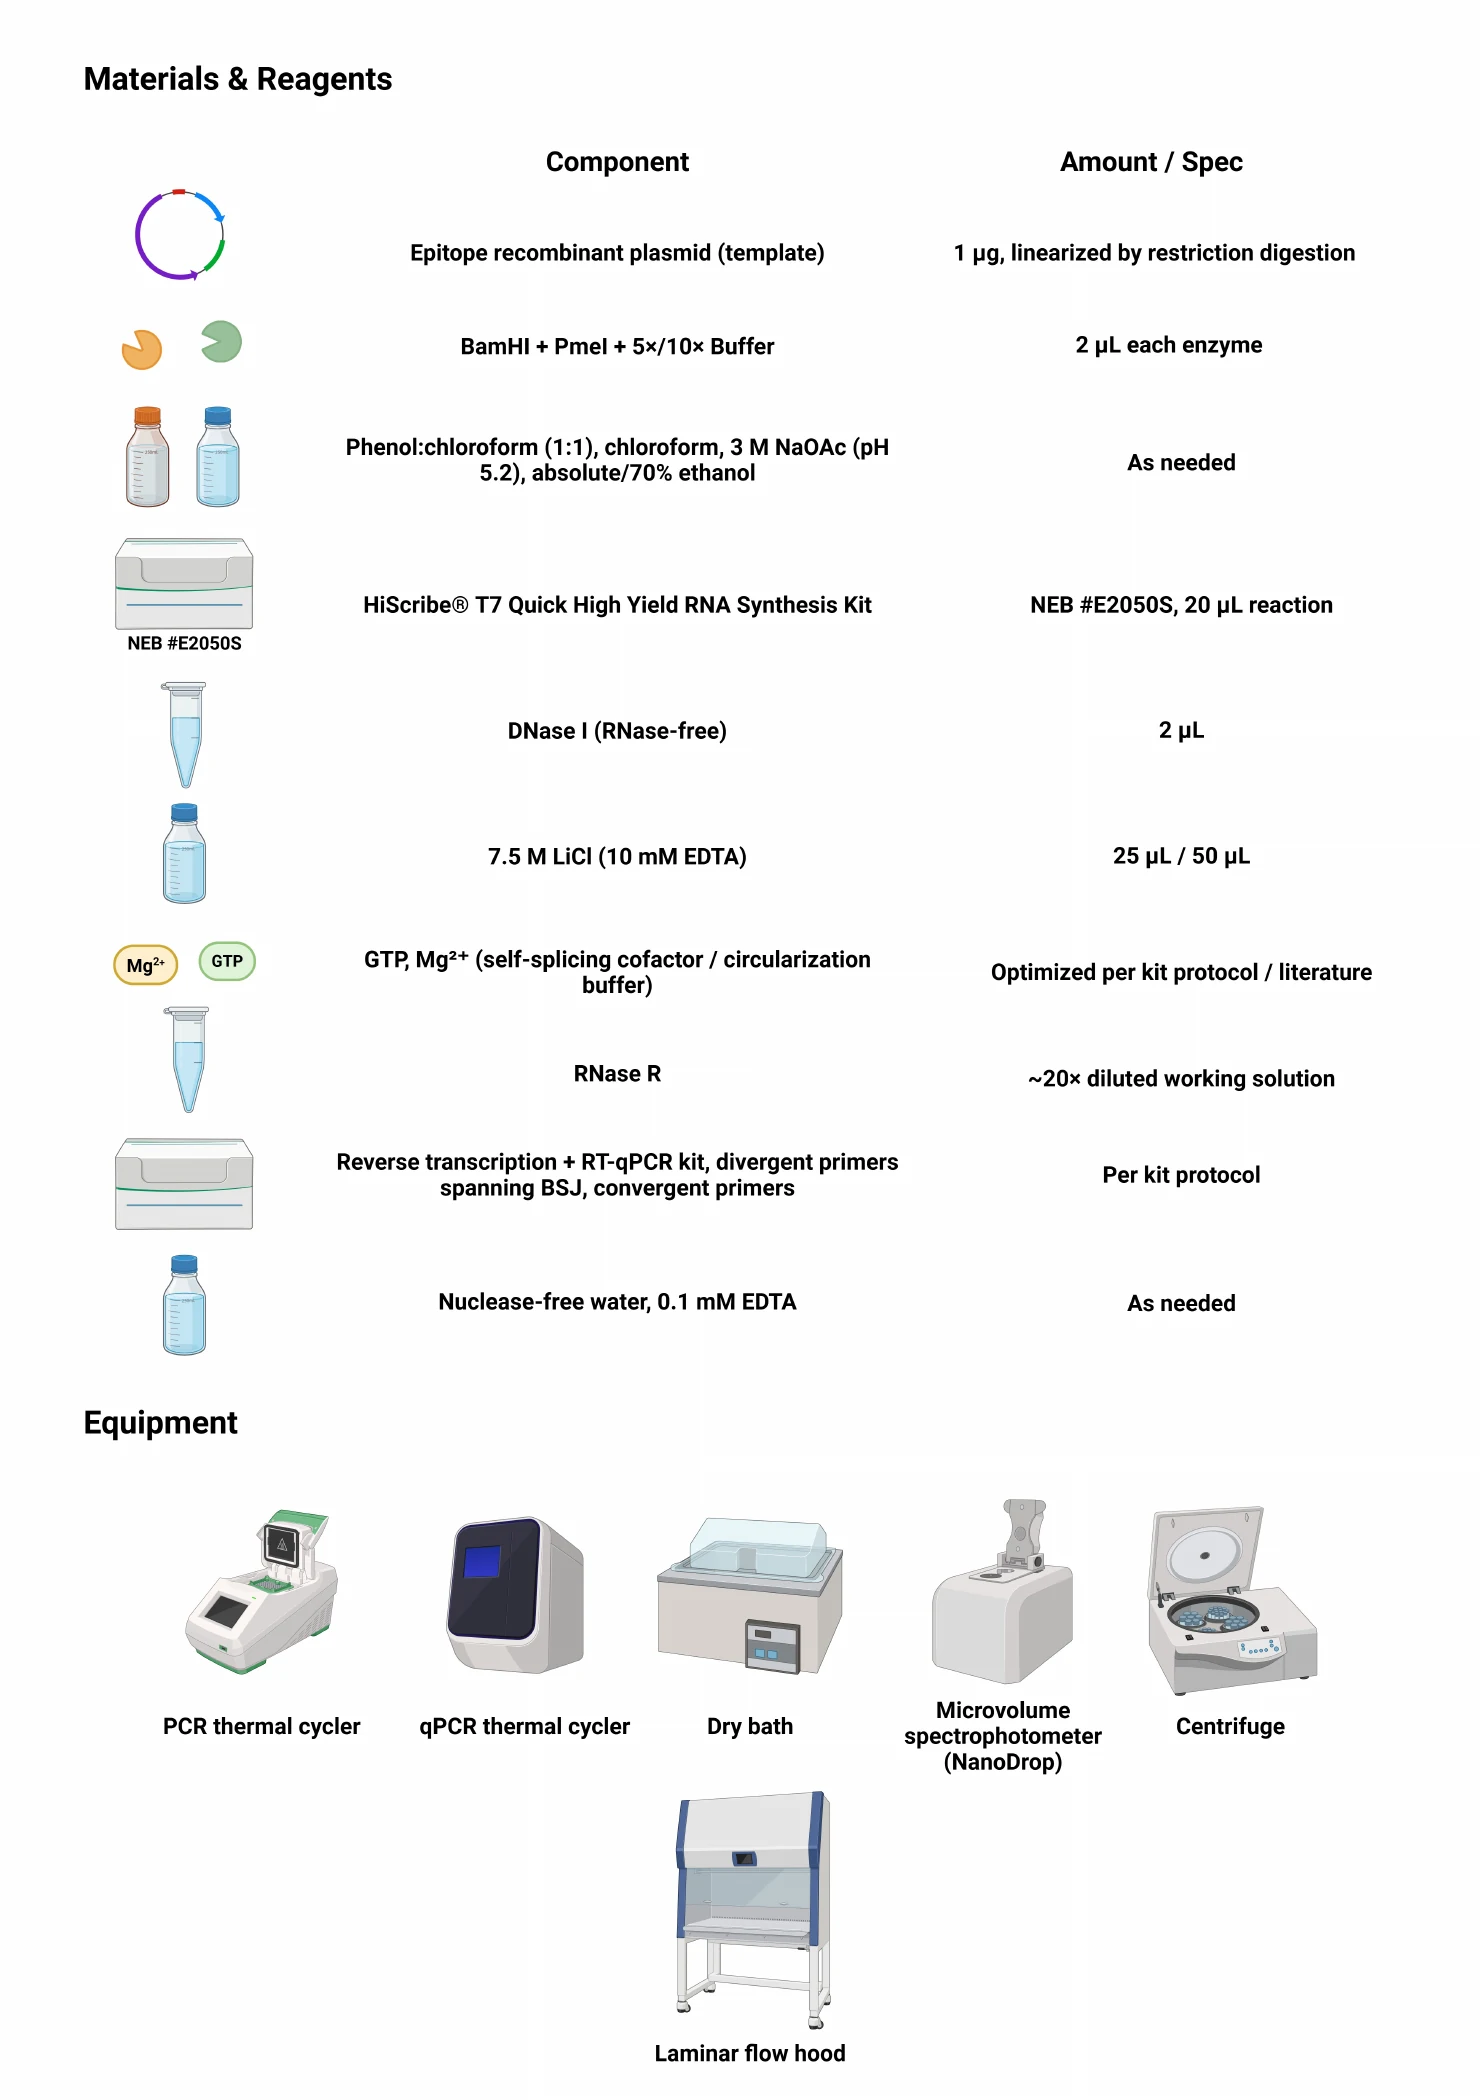 Materials & Reagents
Component
Amount / Spec
Epitope recombinant plasmid (template)
1 µg, linearized by restriction digestion
BamHI + PmeI + 5×/10× Buffer
2 µL each enzyme
Phenol:chloroform (1:1), chloroform, 3 M NaOAc (pH
5.2), absolute/70% ethanol
As needed
HiScribe® T7 Quick High Yield RNA Synthesis Kit
NEB #E2050S, 20 µL reaction
NEB #E2050S
DNase I (RNase-free)
2 µL
7.5 M LiCl (10 mM EDTA)
25 µL / 50 µL
Mg²⁺
GTP
GTP, Mg²⁺ (self-splicing cofactor / circularization
buffer)
Optimized per kit protocol / literature
RNase R
~20× diluted working solution
Reverse transcription + RT-qPCR kit, divergent primers
spanning BSJ, convergent primers
Per kit protocol
Nuclease-free water, 0.1 mM EDTA
As needed
Equipment
PCR thermal cycler
qPCR thermal cycler
Dry bath
Microvolume
spectrophotometer
(NanoDrop)
Centrifuge
Laminar flow hood